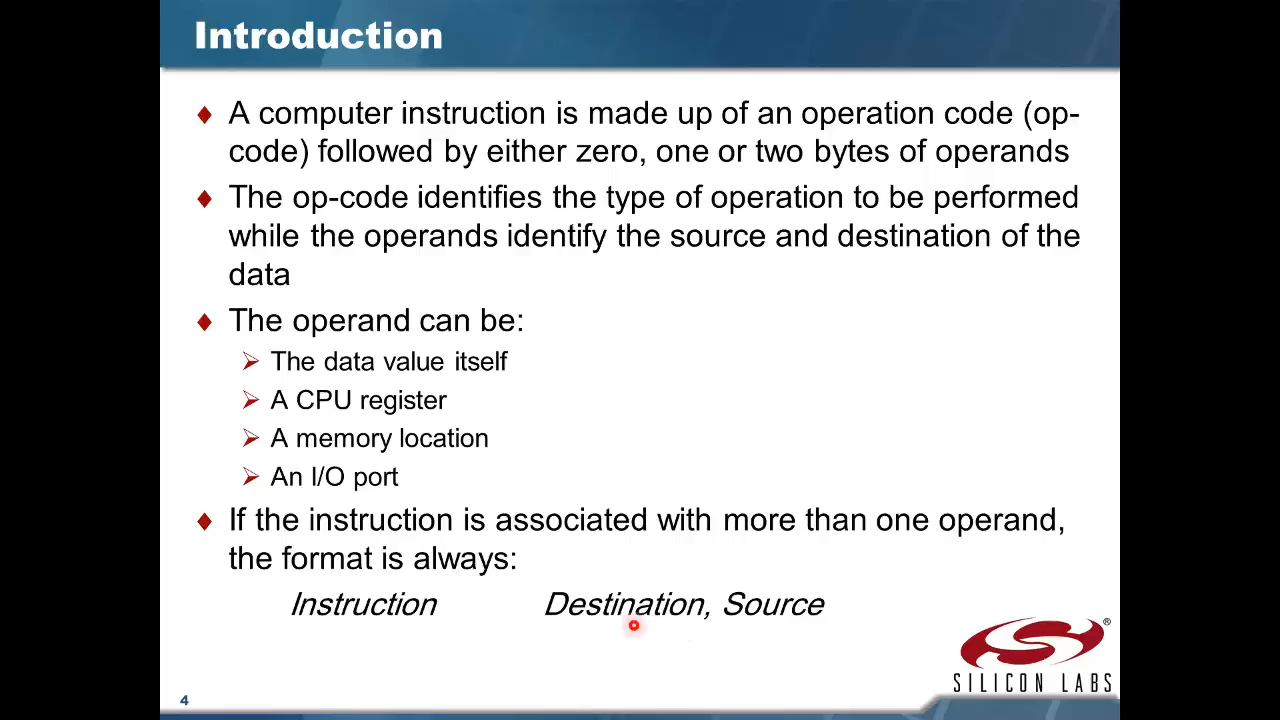 Introduction
A computer instruction is made up of an operation code (op-
code) followed by either zero, one or two bytes of operands
The op-code identifies the type of operation to be performed
while the operands identify the source and destination of the
data
The operand can be:
The data value itself
A CPU register
A memory location
An I/O port
If the instruction is associated with more than one operand,
the format is always:
Instruction Destination, Source
®
SILICON LABS
4